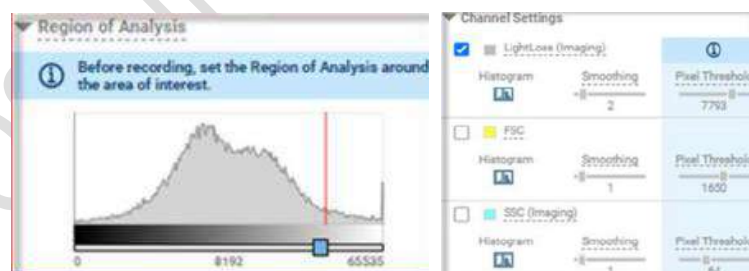 Region of Analysis
Before recording, set the Region of Analysis around
the area of interest.
0 8192 65535
Channel Settings
LightLoss (Imaging)
Histogram Smoothing Pixel Threshold
2 7793
FSC
Histogram Smoothing Pixel Threshold
1 1650
SSC (Imaging)
Histogram Smoothing Pixel Threshold